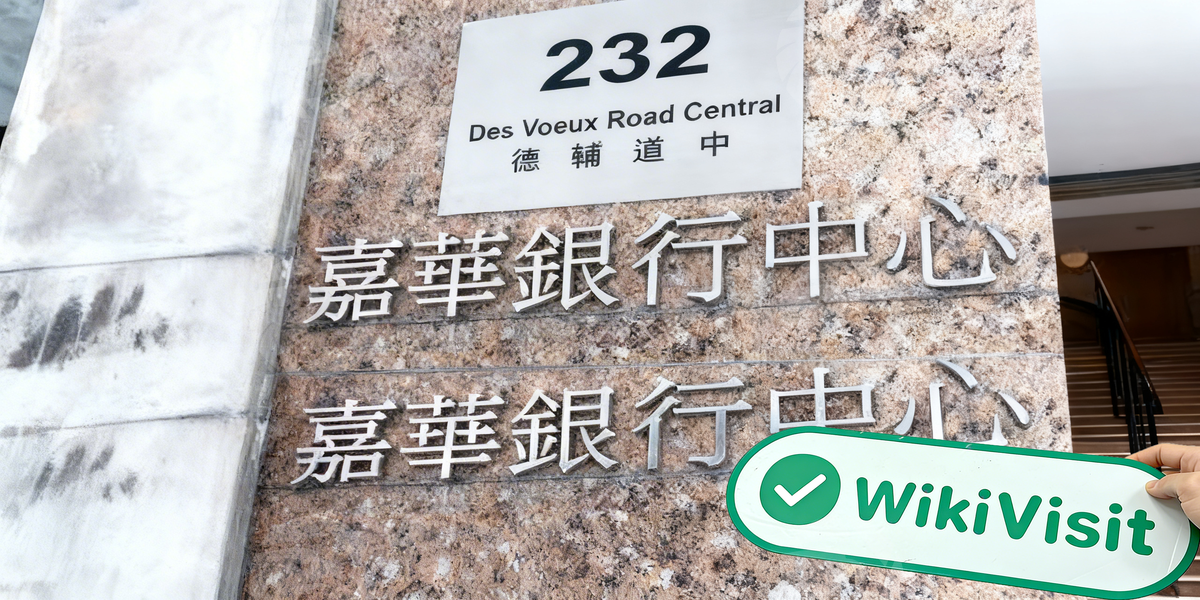 232
Des Voeux Road Central
德輔道中
嘉華銀行中心
嘉華銀行中心
WikiVisit